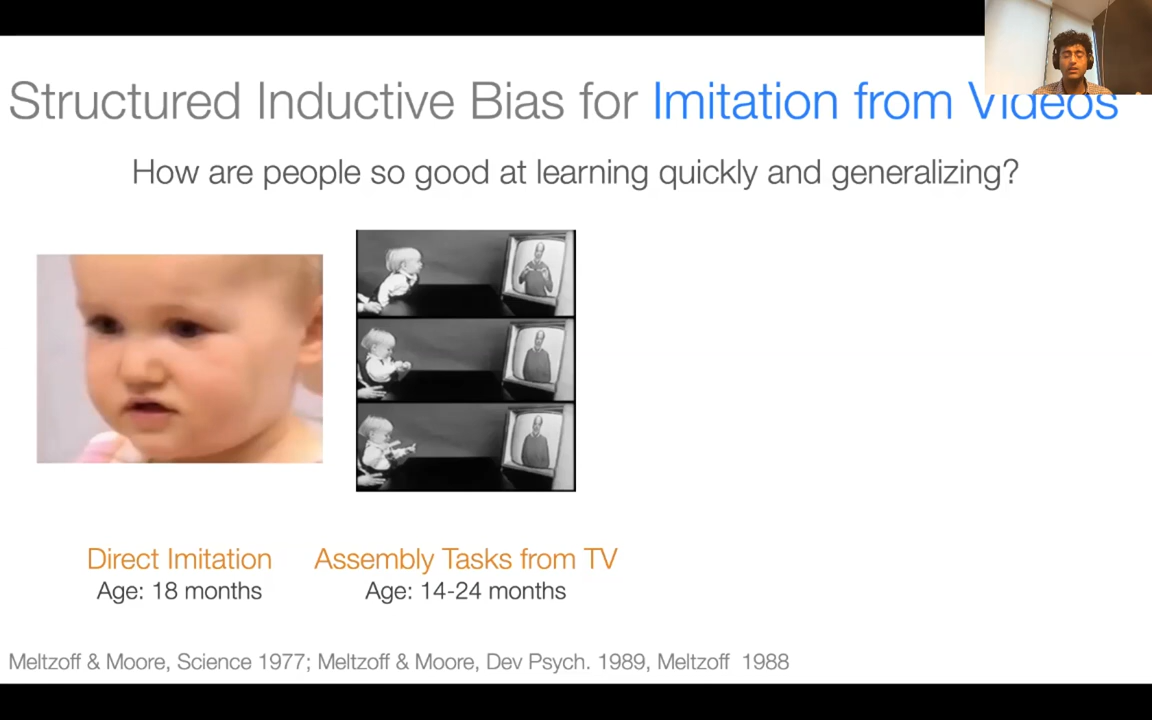 Structured Inductive Bias for Imitation from Videos
How are people so good at learning quickly and generalizing?
Direct Imitation
Age: 18 months
Assembly Tasks from TV
Age: 14-24 months
Meltzoff & Moore, Science 1977; Meltzoff & Moore, Dev Psych. 1989, Meltzoff 1988